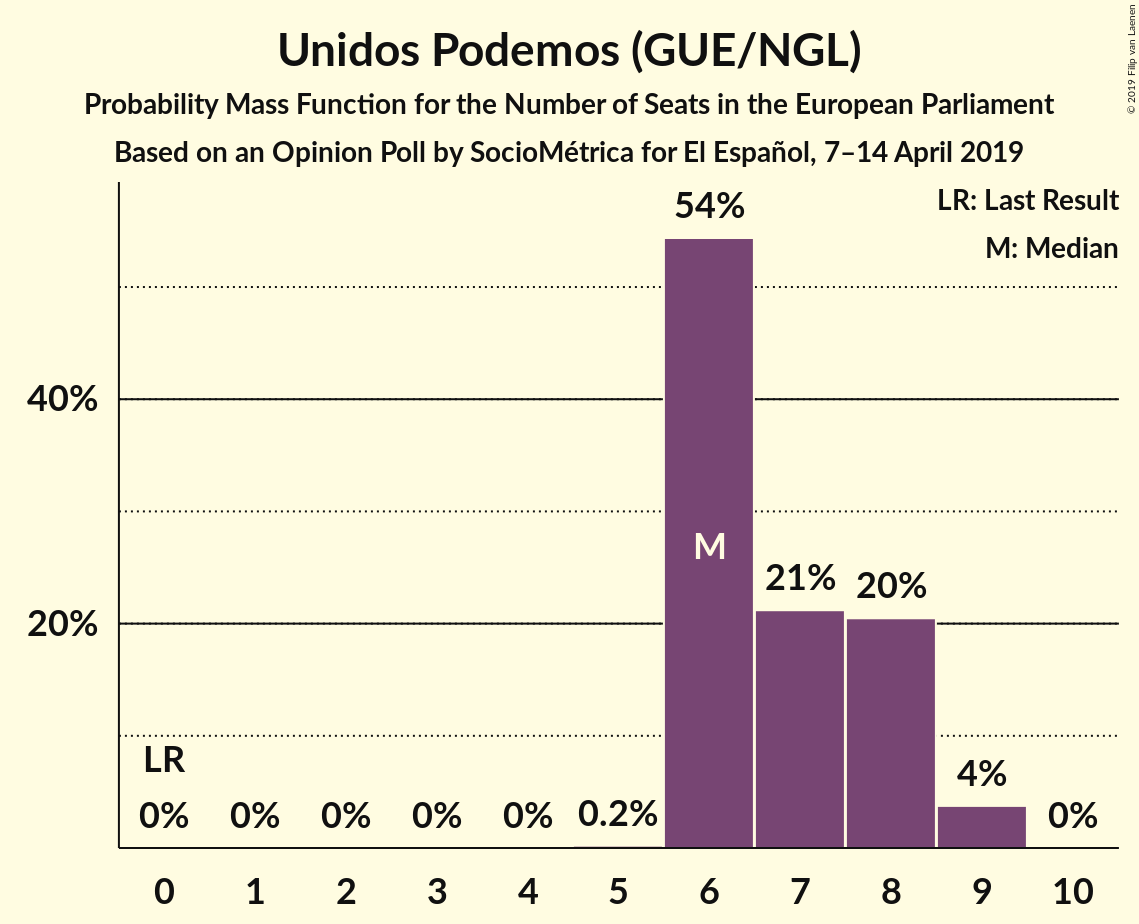 Unidos Podemos (GUE/NGL)
Probability Mass Function for the Number of Seats in the European Parliament
Based on an Opinion Poll by SocioMétrica for El Español, 7–14 April 2019
© 2019 Filip van Laenen
LR: Last Result
M: Median
54%
40%
M
21%
20%
20%
LR
4%
0%
0%
0%
0%
0%
0.2%
0%
0 1 2 3 4 5 6 7 8 9 10